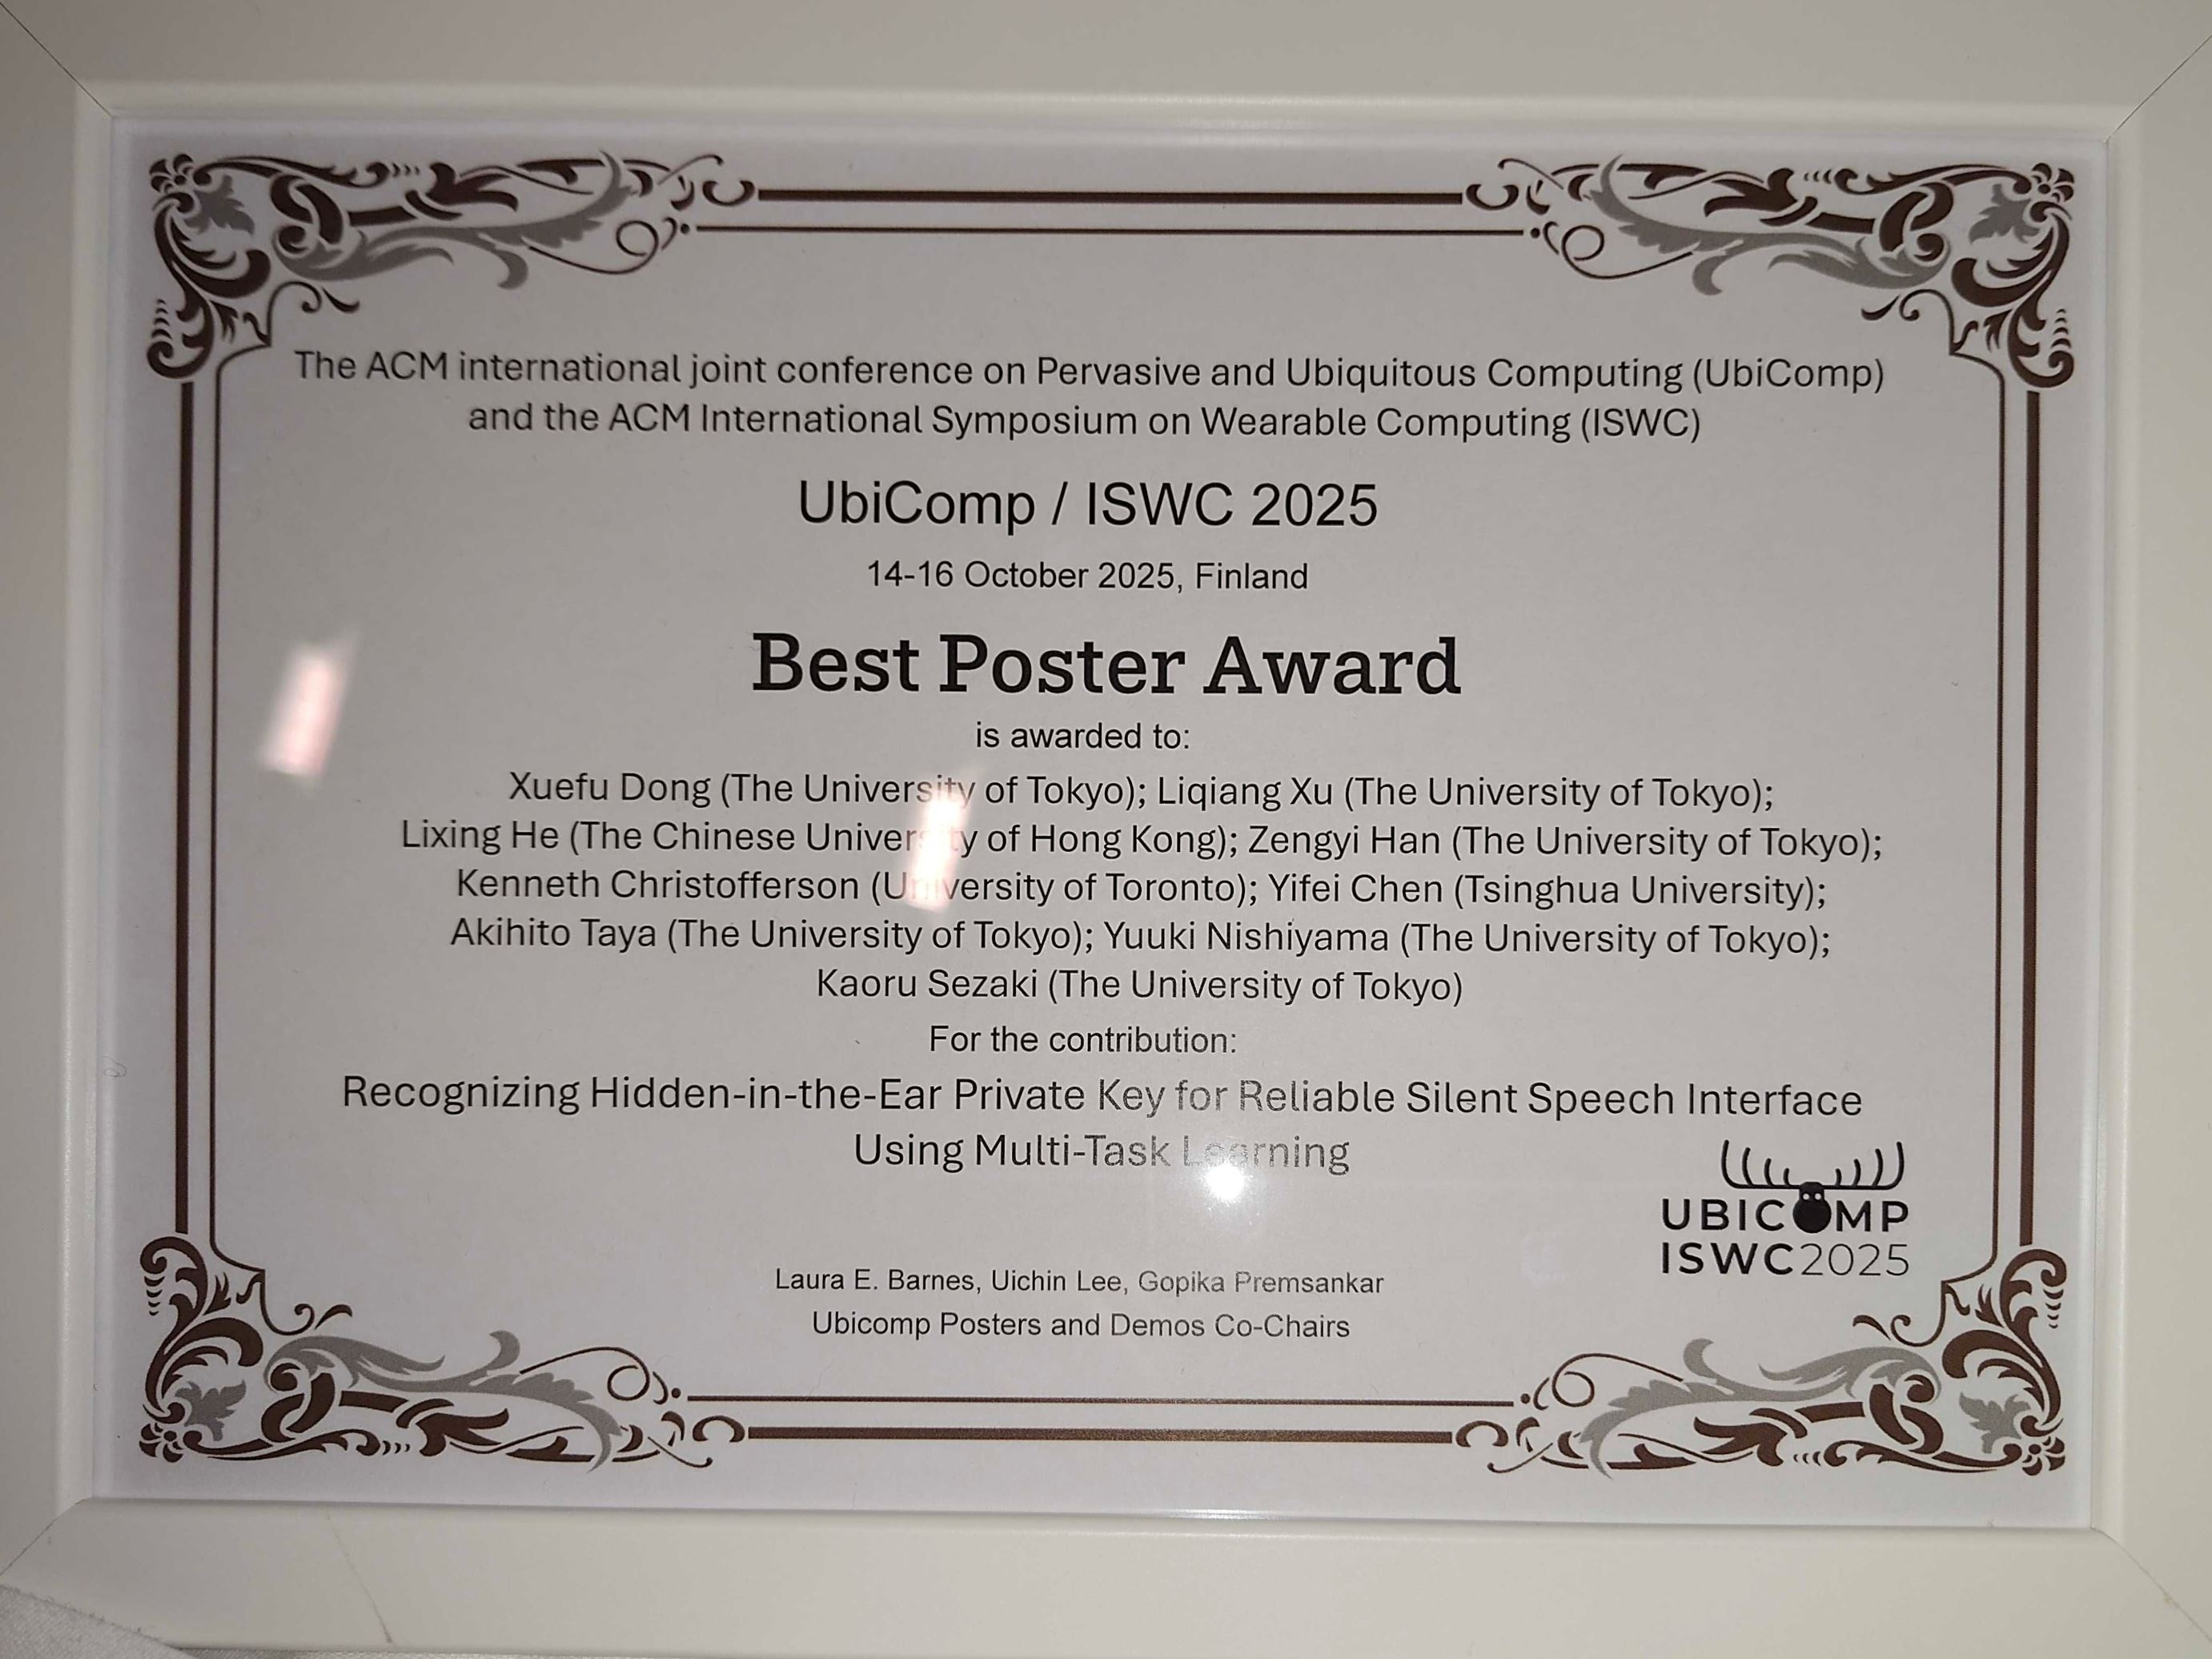 The ACM international joint conference on Pervasive and Ubiquitous Computing (UbiComp)
and the ACM International Symposium on Wearable Computing (ISWC)
UbiComp / ISWC 2025
14-16 October 2025, Finland
Best Poster Award
is awarded to:
Xuefu Dong (The University of Tokyo); Liqiang Xu (The University of Tokyo);
Lixing He (The Chinese University of Hong Kong); Zengyi Han (The University of Tokyo);
Kenneth Christofferson (University of Toronto); Yifei Chen (Tsinghua University);
Akihito Taya (The University of Tokyo); Yuuki Nishiyama (The University of Tokyo);
Kaoru Sezaki (The University of Tokyo)
For the contribution:
Recognizing Hidden-in-the-Ear Private Key for Reliable Silent Speech Interface
Using Multi-Task Learning
UBICOMP
ISWC2025
Laura E. Barnes, Uichin Lee, Gopika Premsankar
Ubicomp Posters and Demos Co-Chairs